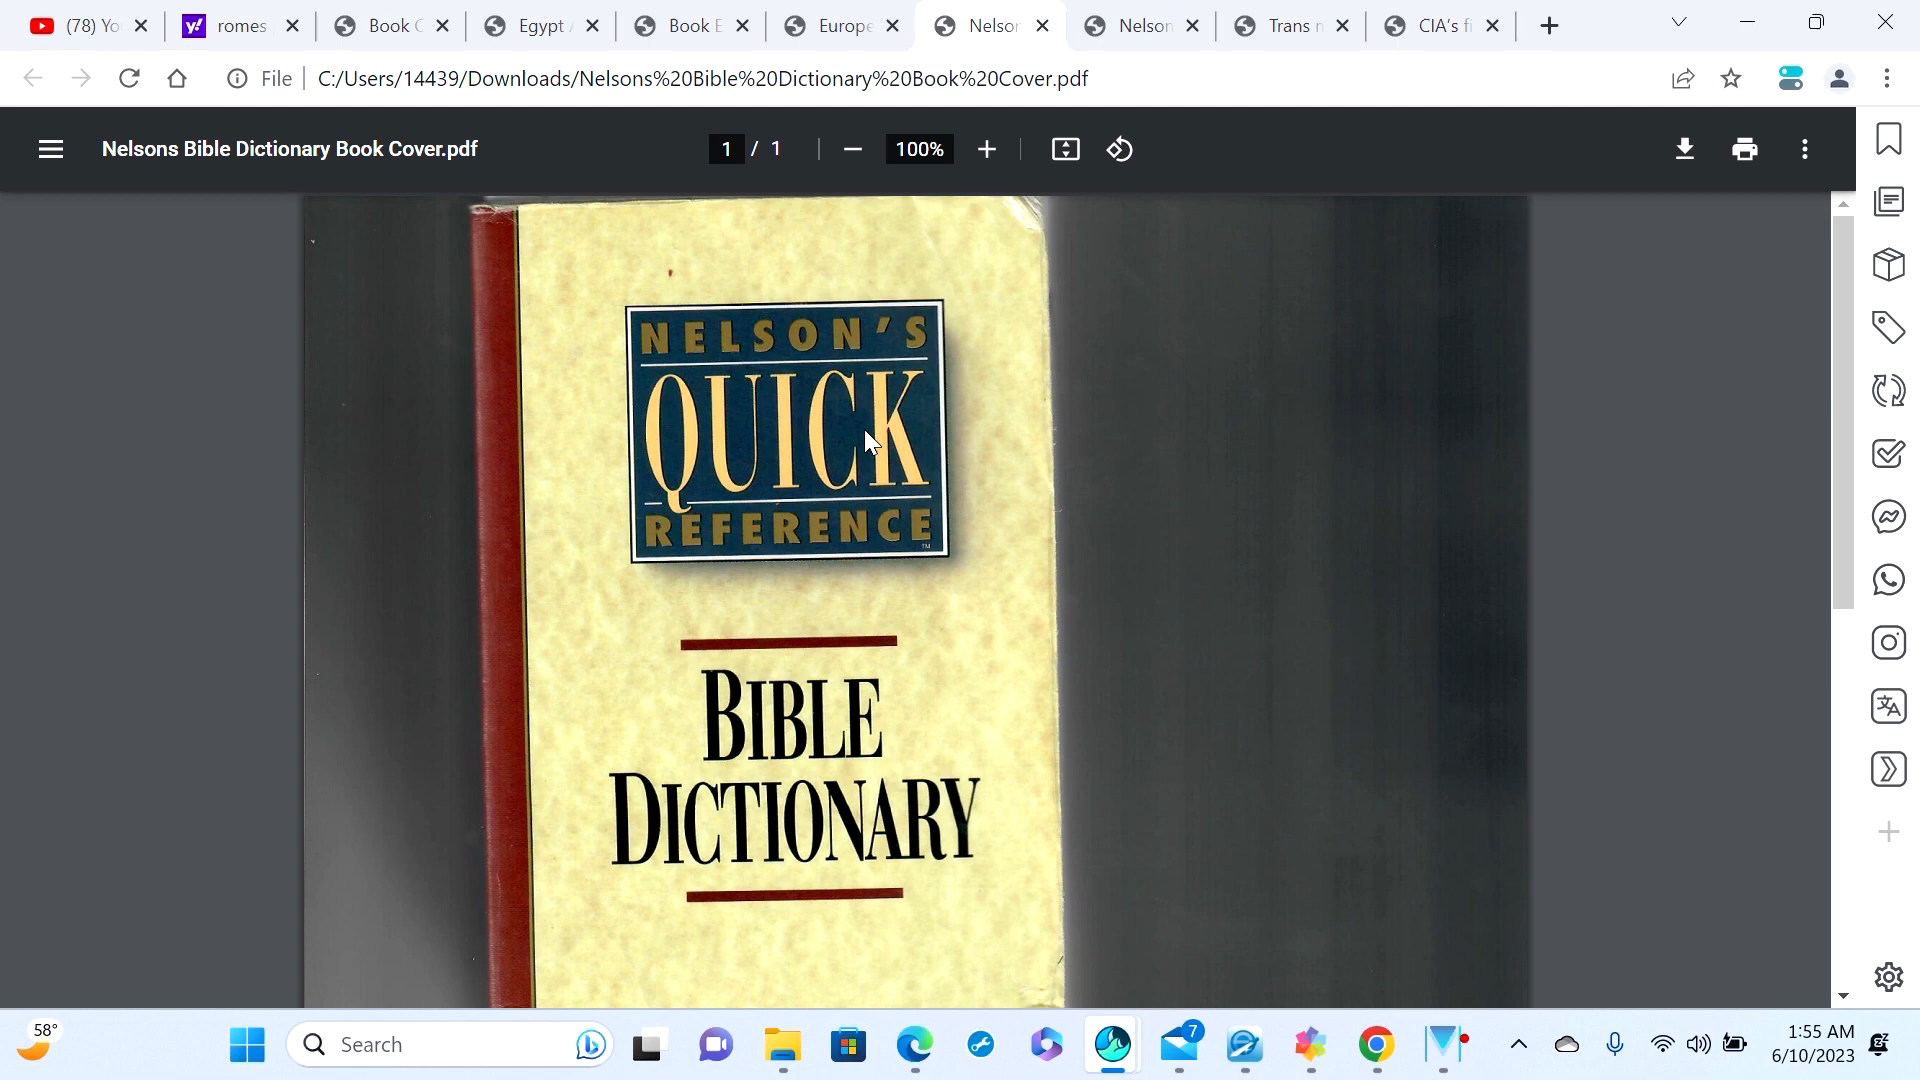 (78) Yo
romes
Book C
Egypt A
Book E
Europe
Nelson
Nelson
Trans n
CIA's fi
File
C:/Users/14439/Downloads/Nelsons%20Bible%20Dictionary%20Book%20Cover.pdf
Nelsons Bible Dictionary Book Cover.pdf
1 / 1
100%
NELSON'S
QUICK
REFERENCE
TM
BIBLE
DICTIONARY
58°
Search
7
1:55 AM
6/10/2023